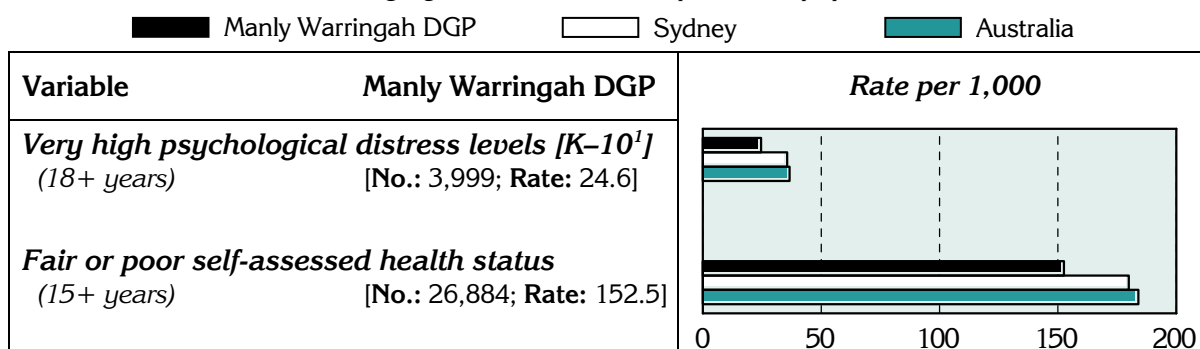 Manly Warringah DGP Sydney Australia
Variable Manly Warringah DGP Rate per 1,000
Very high psychological distress levels [K–10¹]
(18+ years) [No.: 3,999; Rate: 24.6]
Fair or poor self-assessed health status
(15+ years) [No.: 26,884; Rate: 152.5]
0 50 100 150 200